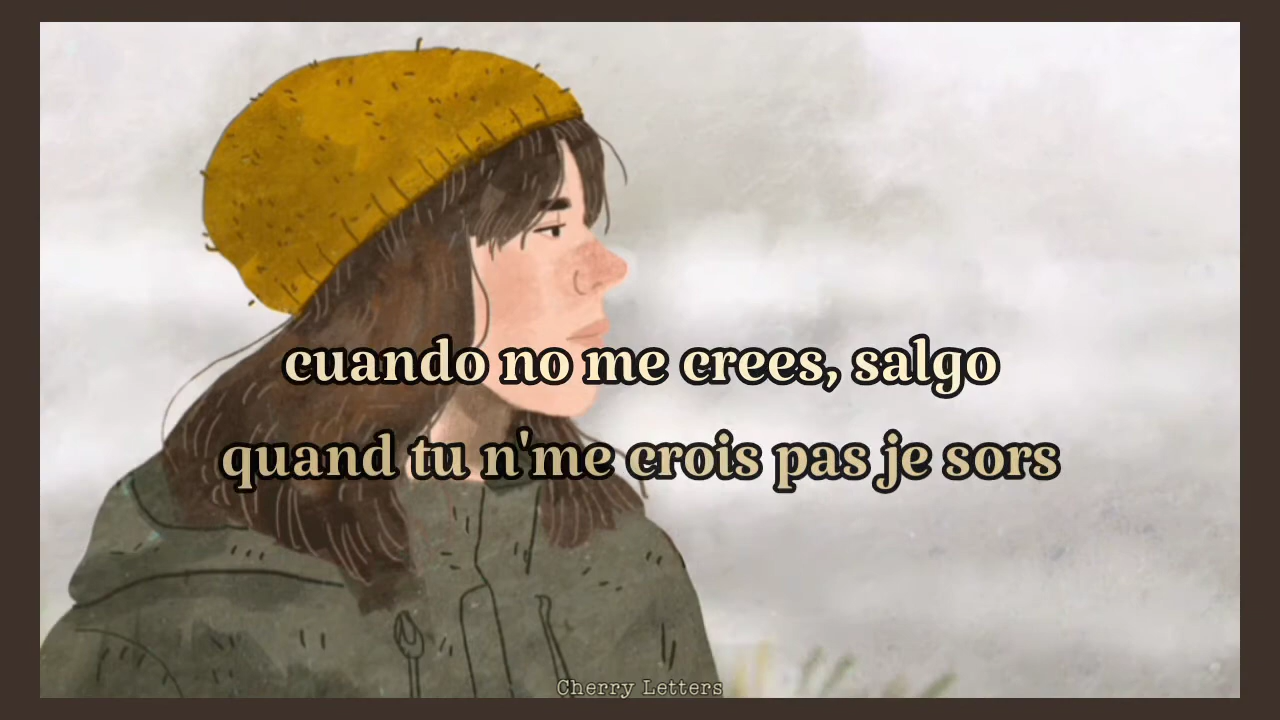 cuando no me crees, salgo
quand tu n'me crois pas je sors
Cherry Letters